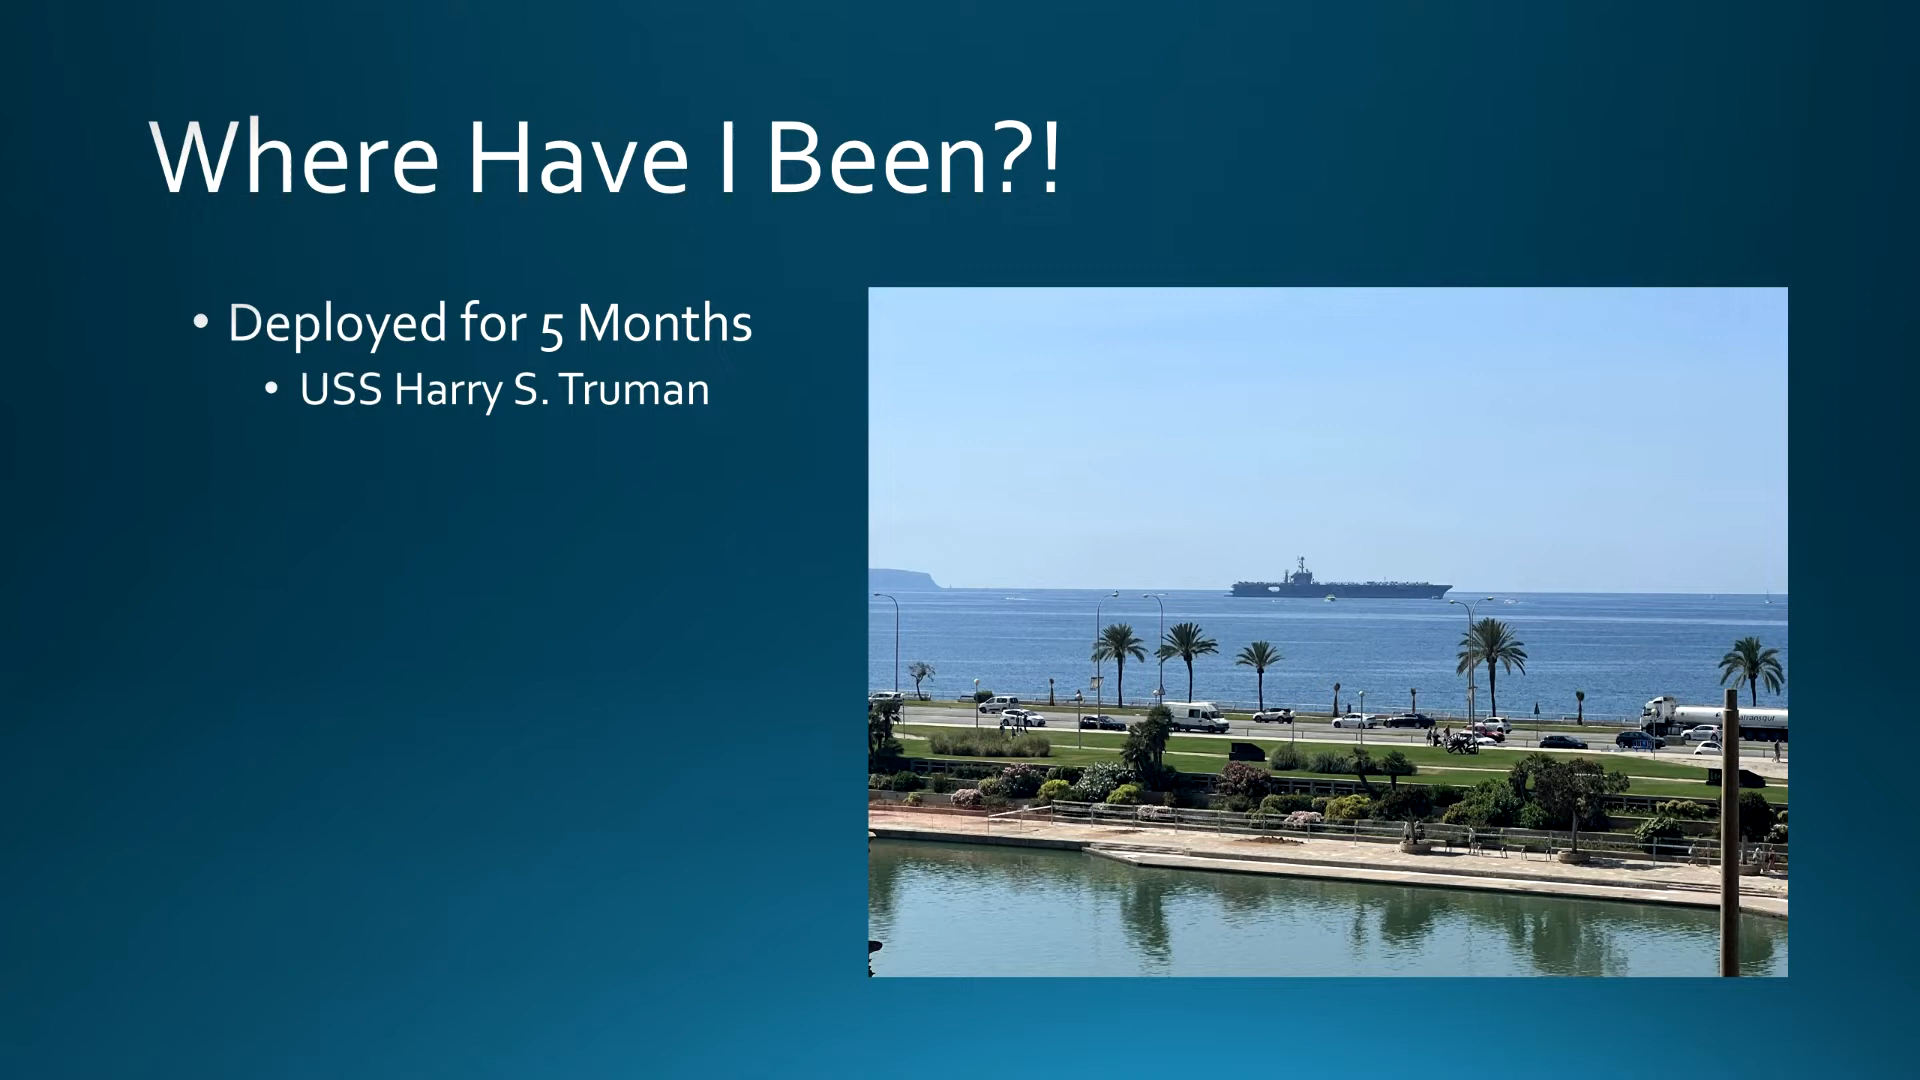 Where Have I Been?!
• Deployed for 5 Months
• USS Harry S. Truman